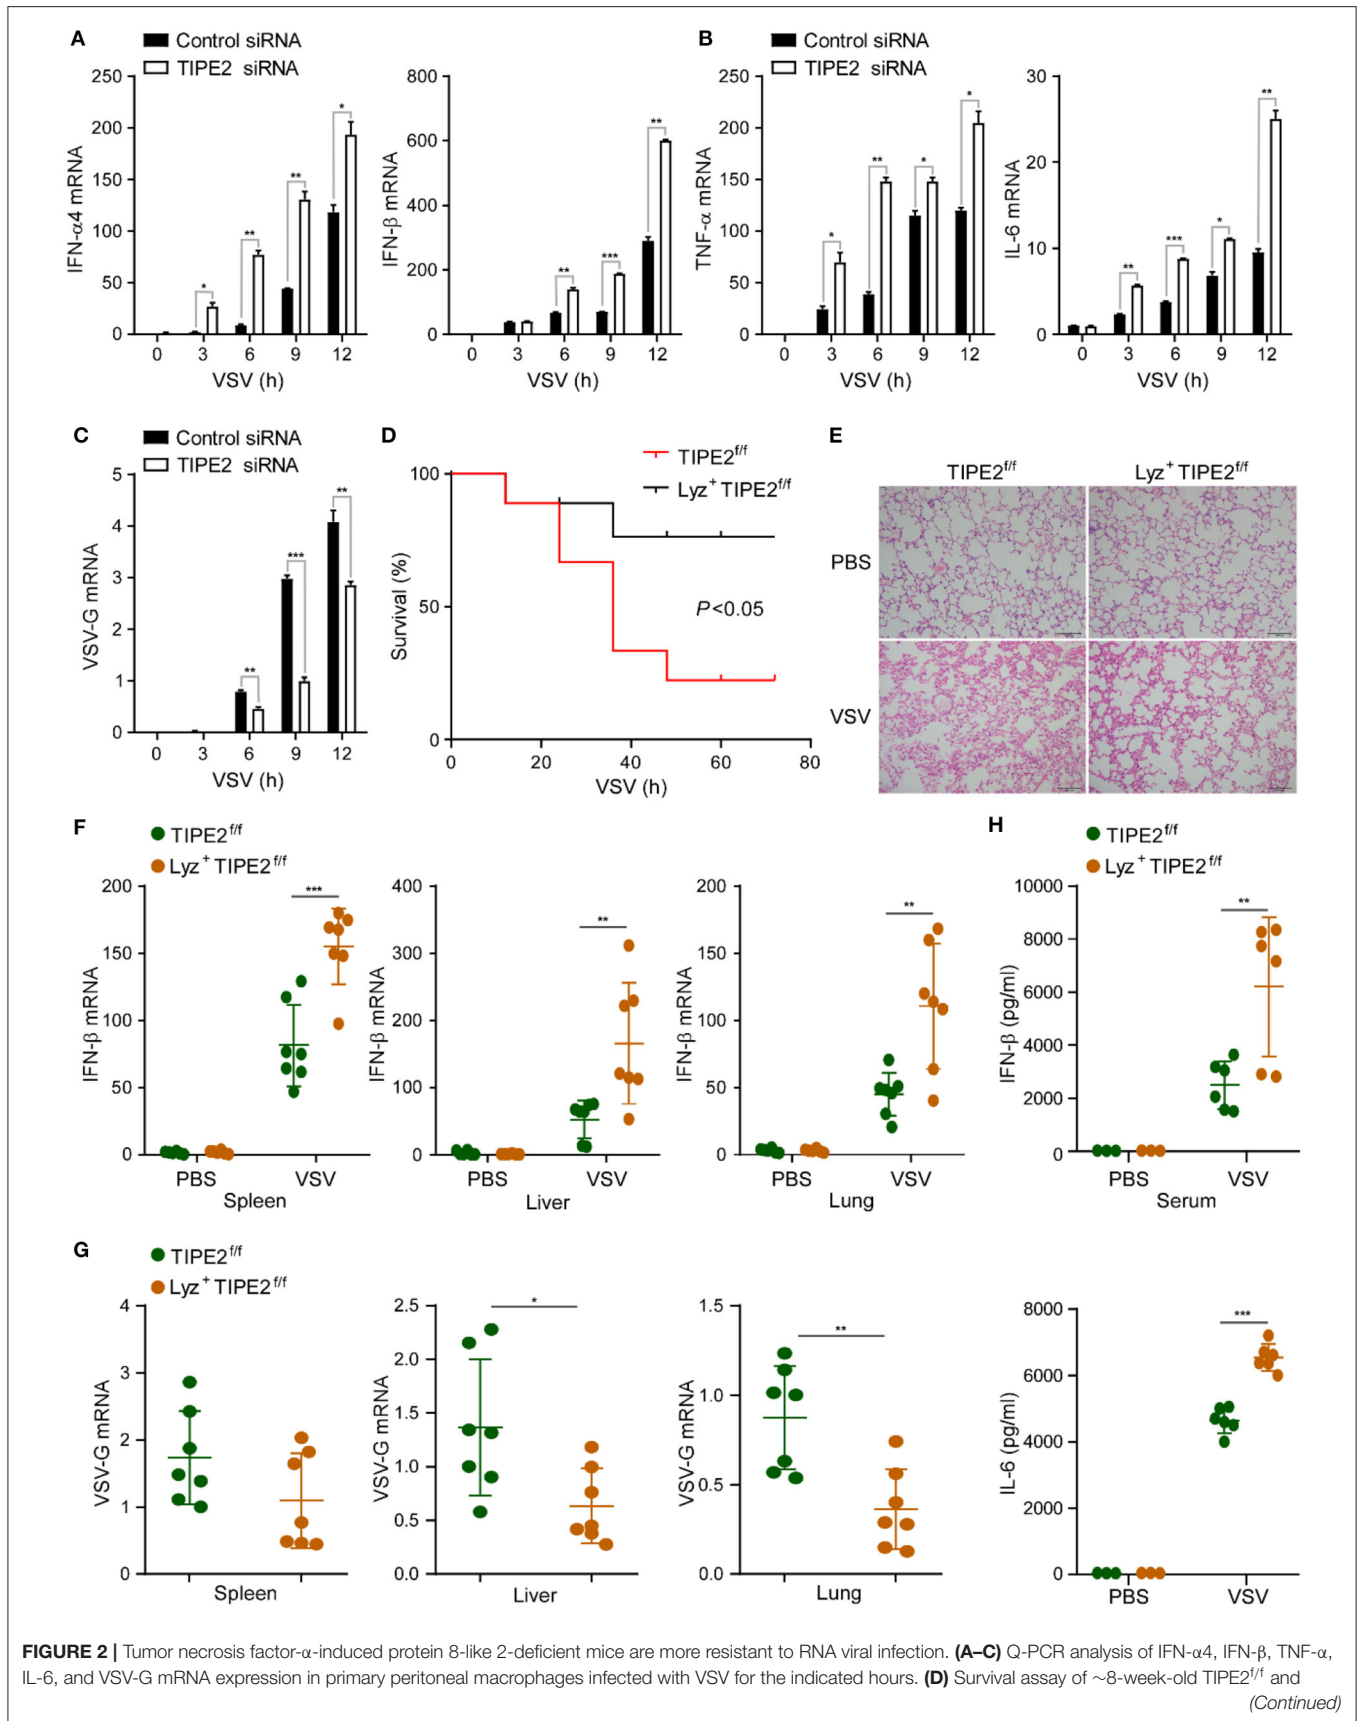 A
Control siRNA
TIPE2 siRNA
IFN-α4 mRNA
250
200
150
100
50
0
*
**
**
*
0 3 6 9 12
VSV (h)
IFN-β mRNA
800
600
400
200
0
**
***
**
0 3 6 9 12
VSV (h)
B
Control siRNA
TIPE2 siRNA
TNF-α mRNA
250
200
150
100
50
0
*
**
*
*
0 3 6 9 12
VSV (h)
IL-6 mRNA
30
20
10
0
**
***
*
**
0 3 6 9 12
VSV (h)
C
Control siRNA
TIPE2 siRNA
VSV-G mRNA
5
4
3
2
1
0
**
***
**
0 3 6 9 12
VSV (h)
D
TIPE2f/f
Lyz+ TIPE2f/f
Survival (%)
100
50
0
P<0.05
0 20 40 60 80
VSV (h)
E
TIPE2f/f Lyz+ TIPE2f/f
PBS
VSV
F
TIPE2f/f
Lyz+ TIPE2f/f
IFN-β mRNA
200
150
100
50
0
***
PBS VSV
Spleen
IFN-β mRNA
400
300
200
100
0
**
PBS VSV
Liver
IFN-β mRNA
200
150
100
50
0
**
PBS VSV
Lung
H
TIPE2f/f
Lyz+ TIPE2f/f
IFN-β (pg/ml)
10000
8000
6000
4000
2000
0
**
PBS VSV
Serum
G
TIPE2f/f
Lyz+ TIPE2f/f
VSV-G mRNA
4
3
2
1
0
Spleen
VSV-G mRNA
2.5
2.0
1.5
1.0
0.5
0.0
*
Liver
VSV-G mRNA
1.5
1.0
0.5
0.0
**
Lung
IL-6 (pg/ml)
8000
6000
4000
2000
0
***
PBS VSV
FIGURE 2 | Tumor necrosis factor-α-induced protein 8-like 2-deficient mice are more resistant to RNA viral infection. (A–C) Q-PCR analysis of IFN-α4, IFN-β, TNF-α,
IL-6, and VSV-G mRNA expression in primary peritoneal macrophages infected with VSV for the indicated hours. (D) Survival assay of ~8-week-old TIPE2f/f and
(Continued)